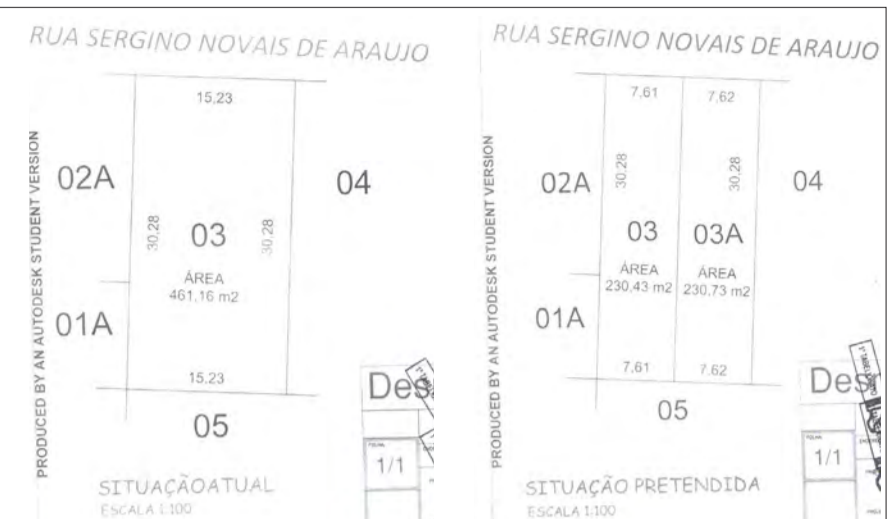 RUA SERGINO NOVAIS DE ARAUJO
15,23
PRODUCED BY AN AUTODESK STUDENT VERSION
02A
04
30,28
03
30,28
ÁREA
461,16 m2
01A
15,23
05
Des
1/1
SITUAÇÃO ATUAL
ESCALA 1:100
RUA SERGINO NOVAIS DE ARAUJO
7,61
7,62
PRODUCED BY AN AUTODESK STUDENT VERSION
02A
30,28
30,28
04
03
03A
ÁREA
230,43 m2
ÁREA
230,73 m2
01A
7,61
7,62
05
Des
1/1
SITUAÇÃO PRETENDIDA
ESCALA 1:100